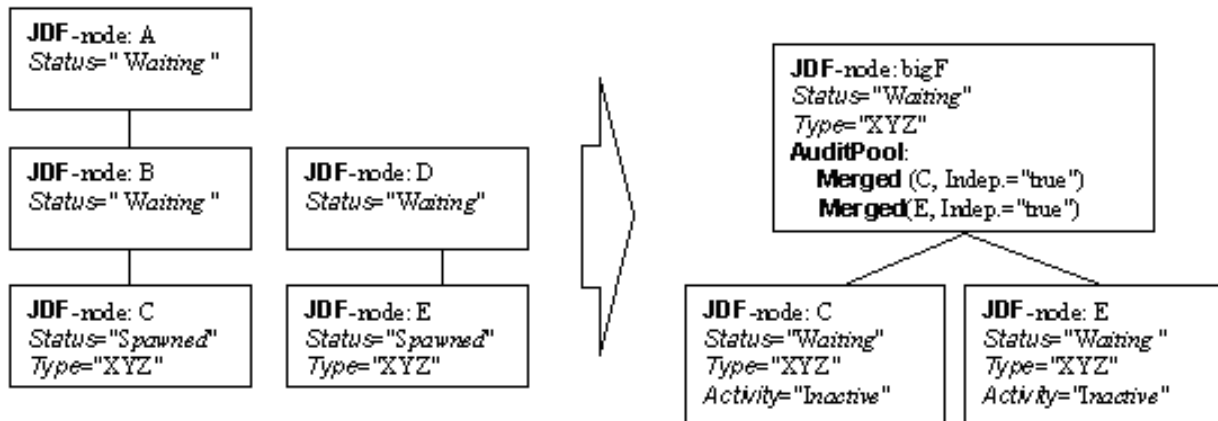 JDF-node: A
Status=" Waiting "
JDF-node: B
Status=" Waiting "
JDF-node: C
Status="Spawned"
Type="XYZ"
JDF-node: D
Status="Waiting"
JDF-node: E
Status="Spawned"
Type="XYZ"
JDF-node: bigF
Status="Waiting"
Type="XYZ"
AuditPool:
Merged (C, Indep.="true")
Merged(E, Indep.="true")
JDF-node: C
Status="Waiting"
Type="XYZ"
Activity="Inactive"
JDF-node: E
Status="Waiting "
Type="XYZ"
Activity="Inactive"